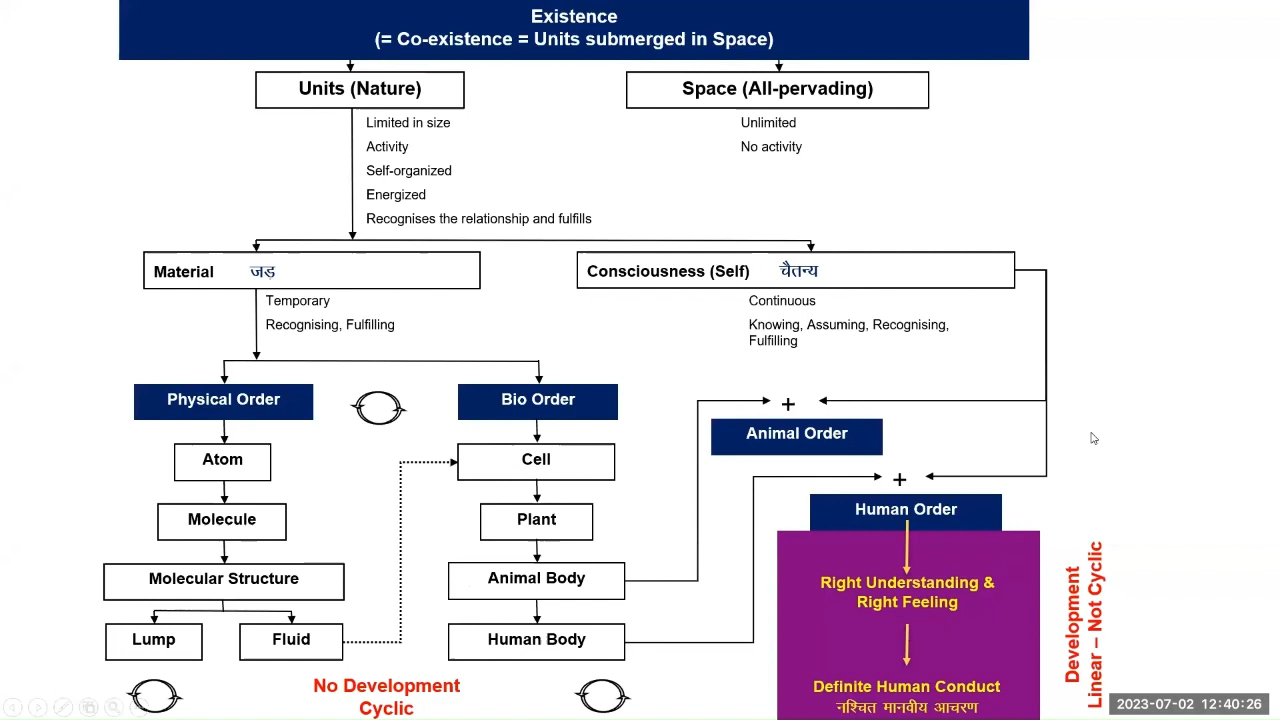 Existence
(= Co-existence = Units submerged in Space)
Units (Nature)
Space (All-pervading)
Limited in size
Activity
Self-organized
Energized
Recognises the relationship and fulfills
Unlimited
No activity
Material जड़
Consciousness (Self) चैतन्य
Temporary
Recognising, Fulfilling
Continuous
Knowing, Assuming, Recognising,
Fulfilling
Physical Order
Bio Order
+
Animal Order
Atom
Cell
+
Human Order
Molecule
Plant
Molecular Structure
Animal Body
Right Understanding &
Right Feeling
Lump
Fluid
Human Body
No Development
Cyclic
Definite Human Conduct
निश्चित मानवीय आचरण
Development
Linear – Not Cyclic
2023-07-02 12:40:26